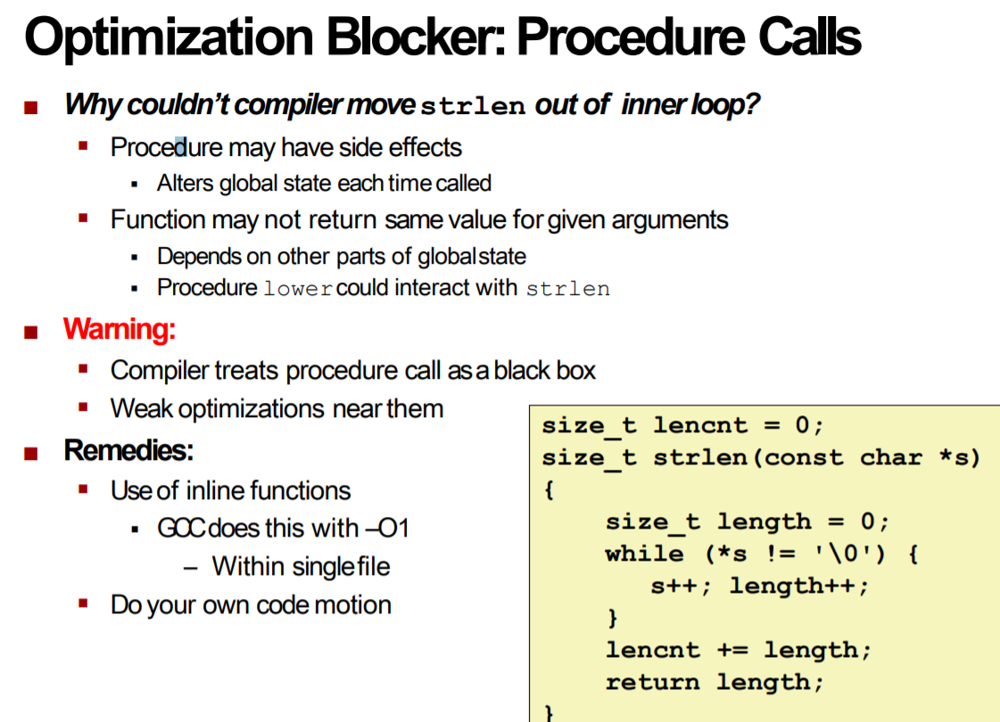 Optimization Blocker: Procedure Calls
Why couldn't compiler move strlen out of inner loop?
Procedure may have side effects
Alters global state each time called
Function may not return same value for given arguments
Depends on other parts of global state
Procedure lower could interact with strlen
Warning:
Compiler treats procedure call as a black box
Weak optimizations near them
Remedies:
Use of inline functions
GCC does this with –O1
– Within single file
Do your own code motion
size_t lencnt = 0;
size_t strlen(const char *s)
{
size_t length = 0;
while (*s != '\0') {
s++; length++;
}
lencnt += length;
return length;
}